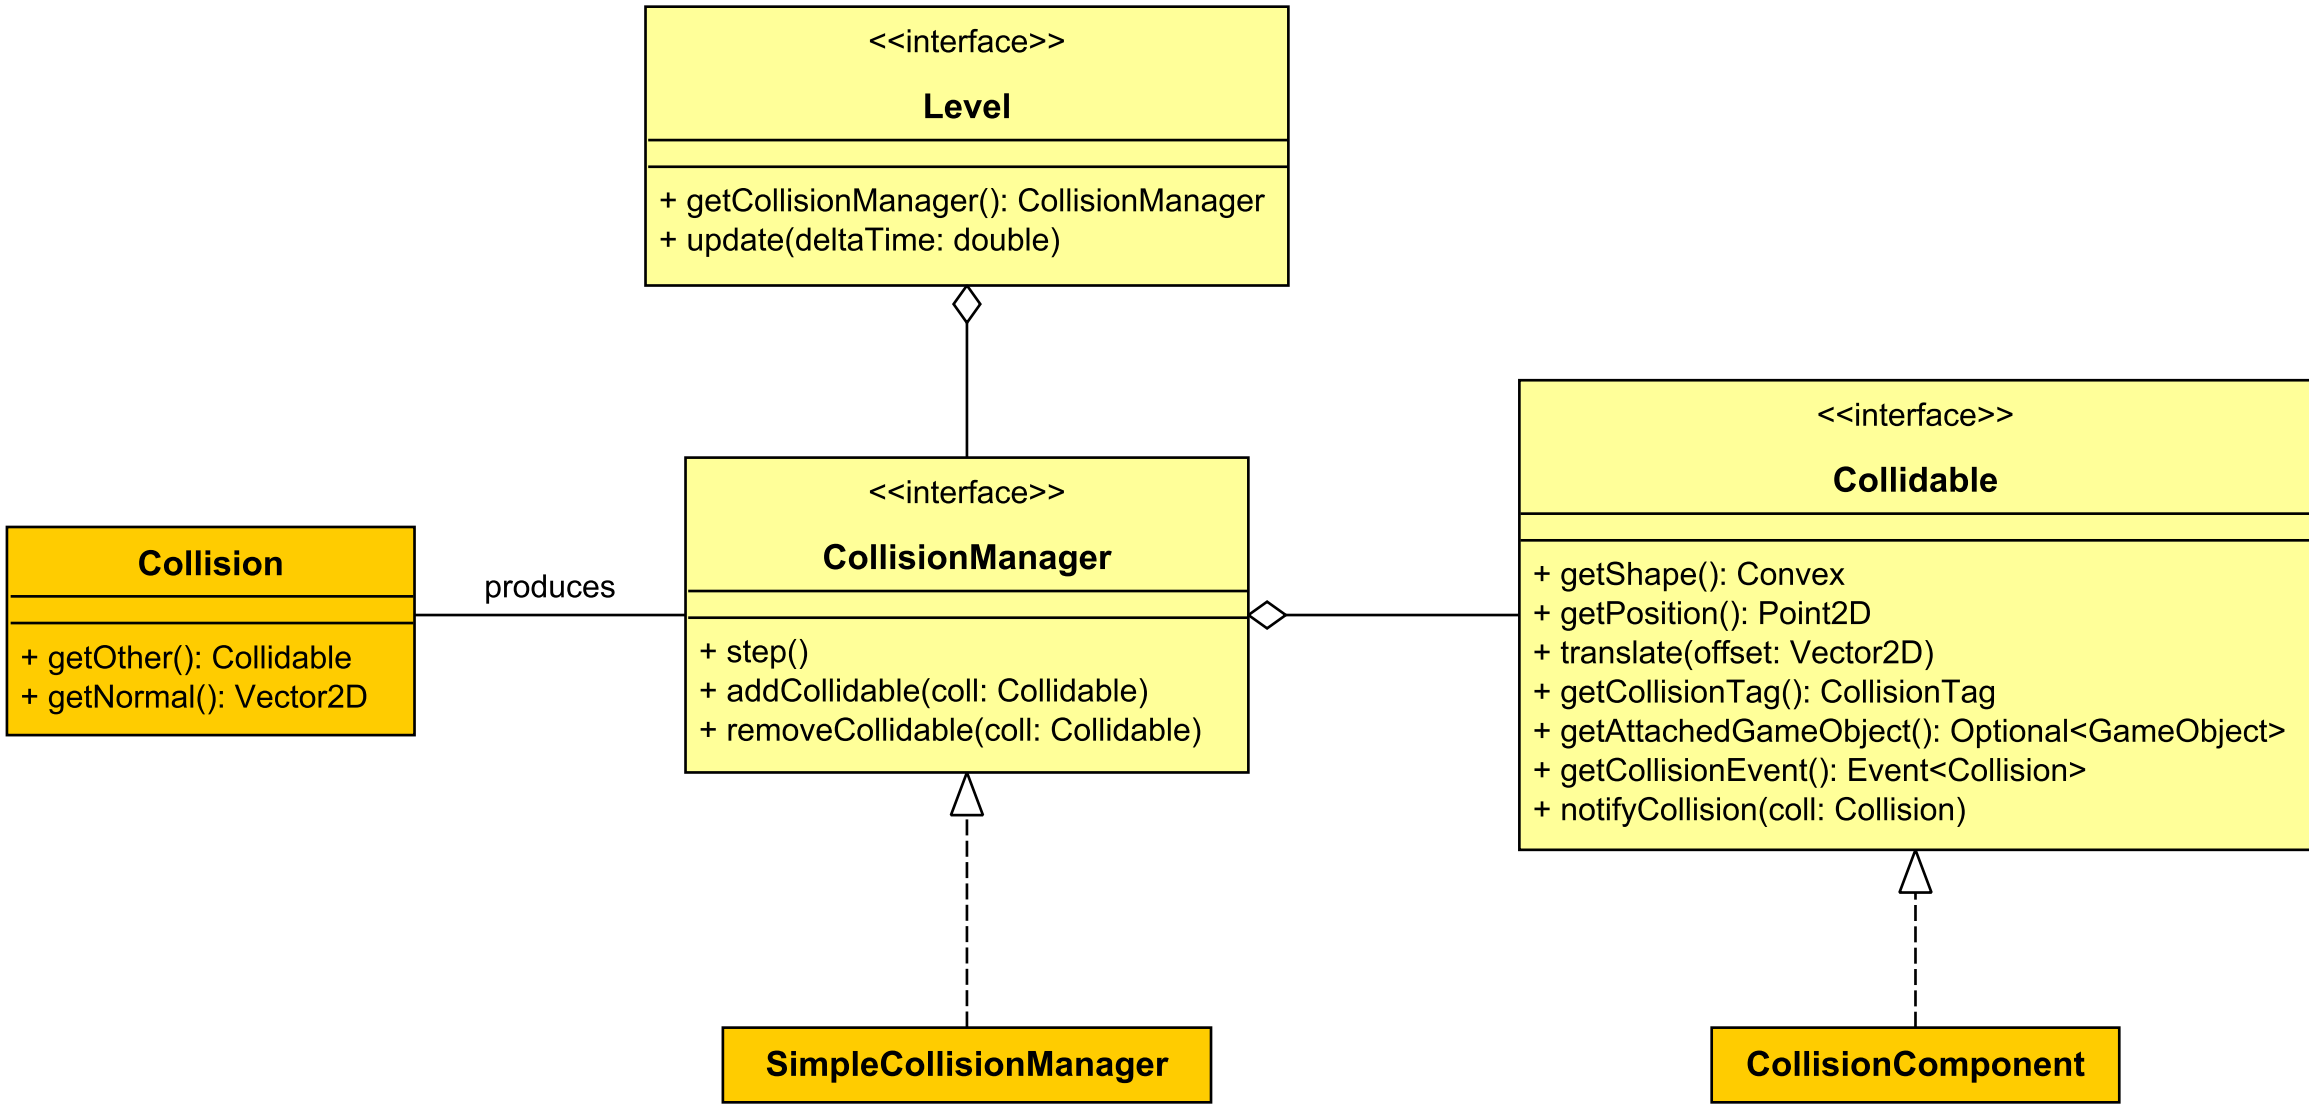 <<interface>>
Level
+ getCollisionManager(): CollisionManager
+ update(deltaTime: double)
<<interface>>
Collidable
+ getShape(): Convex
+ getPosition(): Point2D
+ translate(offset: Vector2D)
+ getCollisionTag(): CollisionTag
+ getAttachedGameObject(): Optional<GameObject>
+ getCollisionEvent(): Event<Collision>
+ notifyCollision(coll: Collision)
<<interface>>
CollisionManager
+ step()
+ addCollidable(coll: Collidable)
+ removeCollidable(coll: Collidable)
produces
Collision
+ getOther(): Collidable
+ getNormal(): Vector2D
SimpleCollisionManager
CollisionComponent